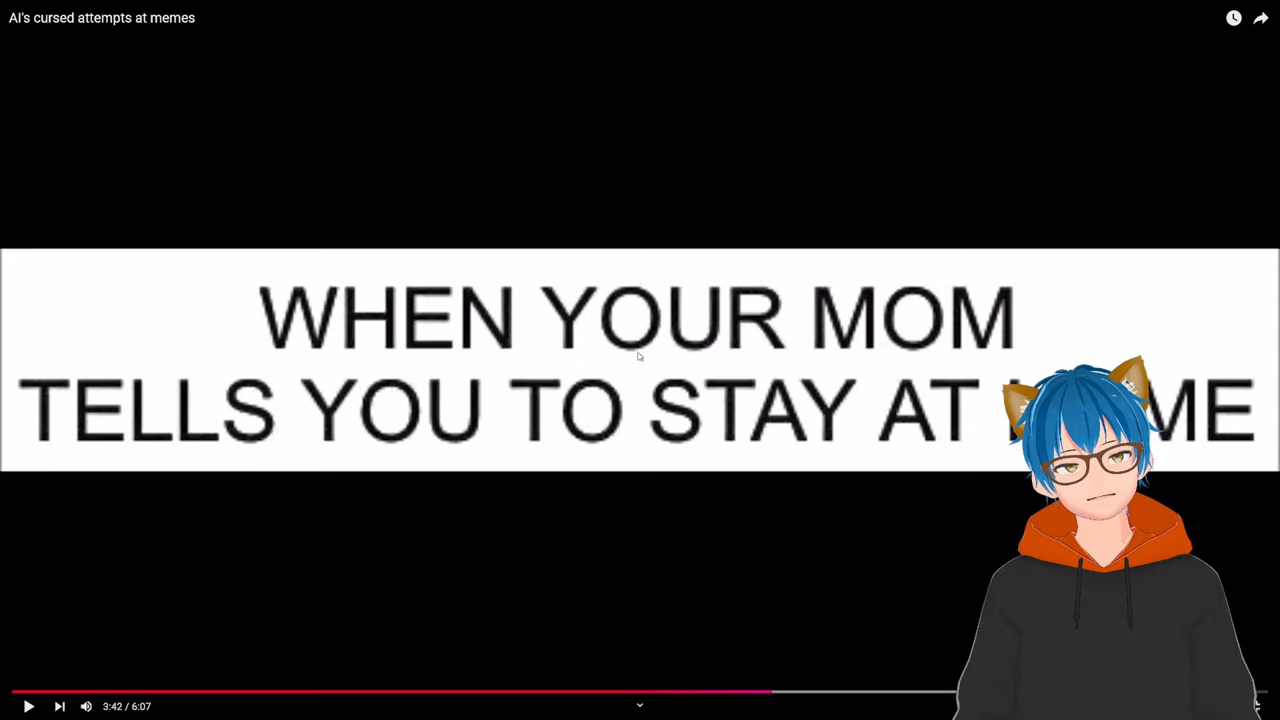 AI's cursed attempts at memes
WHEN YOUR MOM
TELLS YOU TO STAY AT
3:42 / 6:07